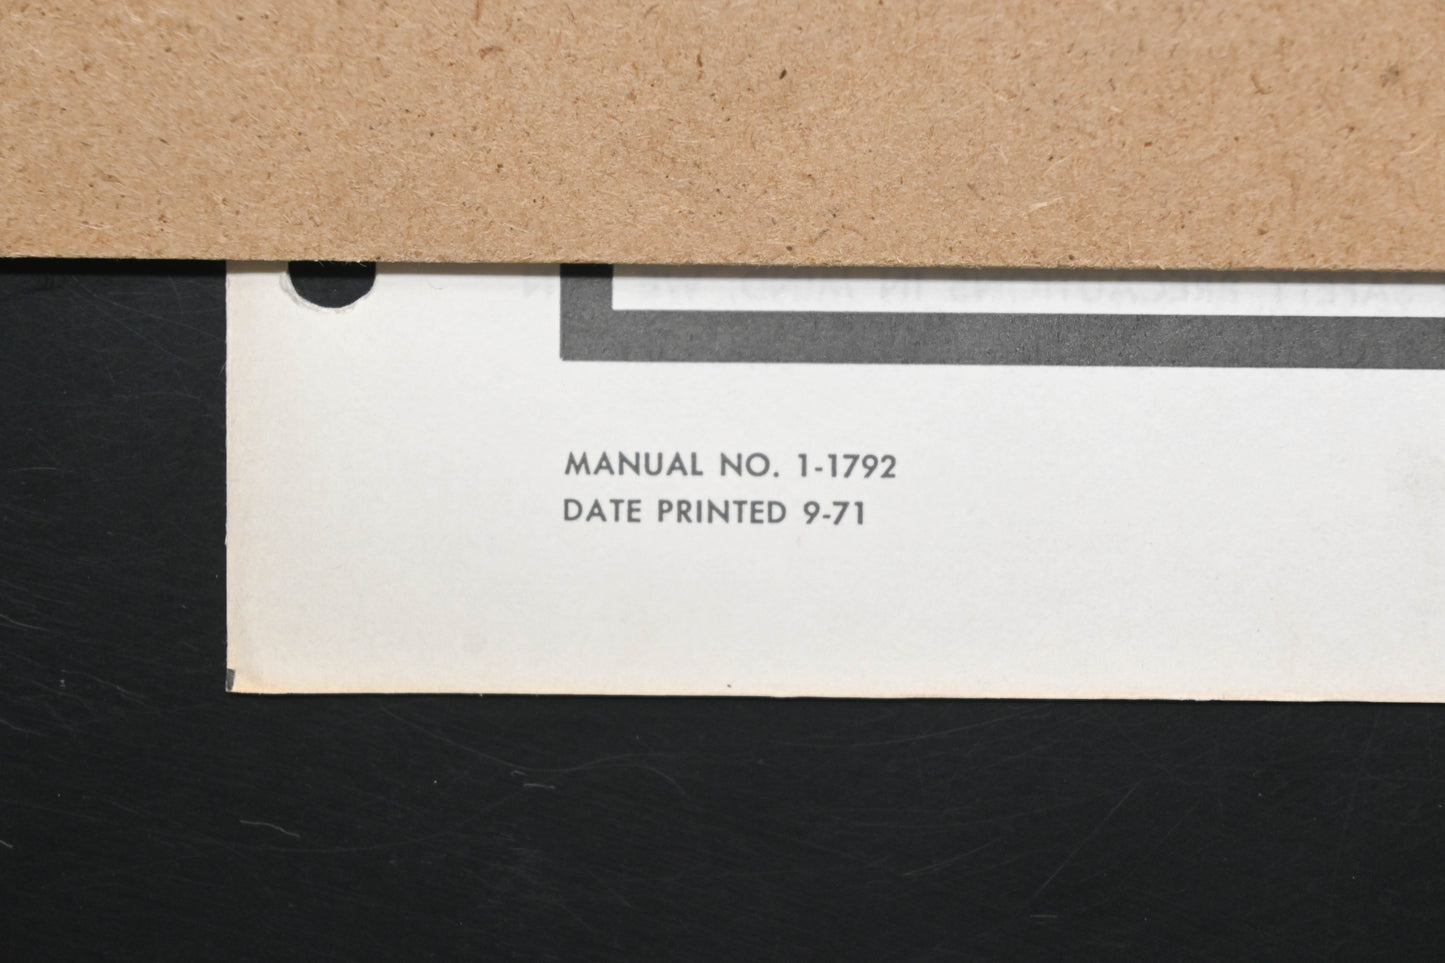 MANUAL NO. 1-1792
DATE PRINTED 9-71